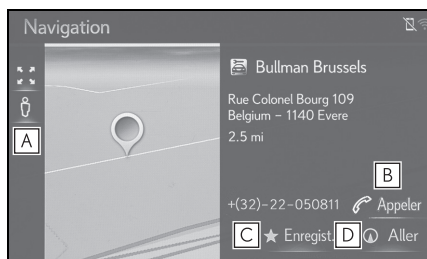 Navigation
Bullman Brussels
Rue Colonel Bourg 109
Belgium – 1140 Evere
2.5 mi
A
B
+(32)–22–050811 Appeler
C Enregist. D Aller